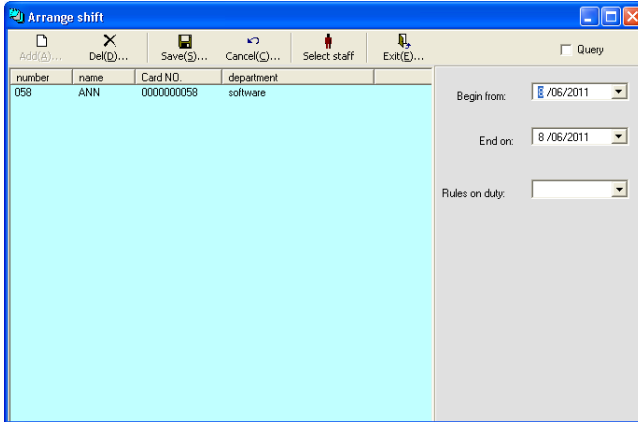 Arrange shift
Add(A)... Del(D)... Save(S)... Cancel(C)... Select staff Exit(E)... Query
number name Card NO. department
058 ANN 0000000058 software
Begin from: 8 /06/2011
End on: 8 /06/2011
Rules on duty: